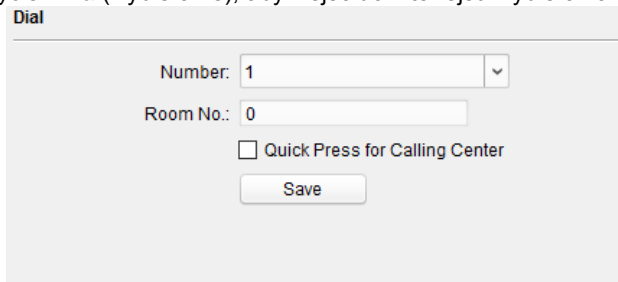 Dial
Number: 1
Room No.: 0
Quick Press for Calling Center
Save